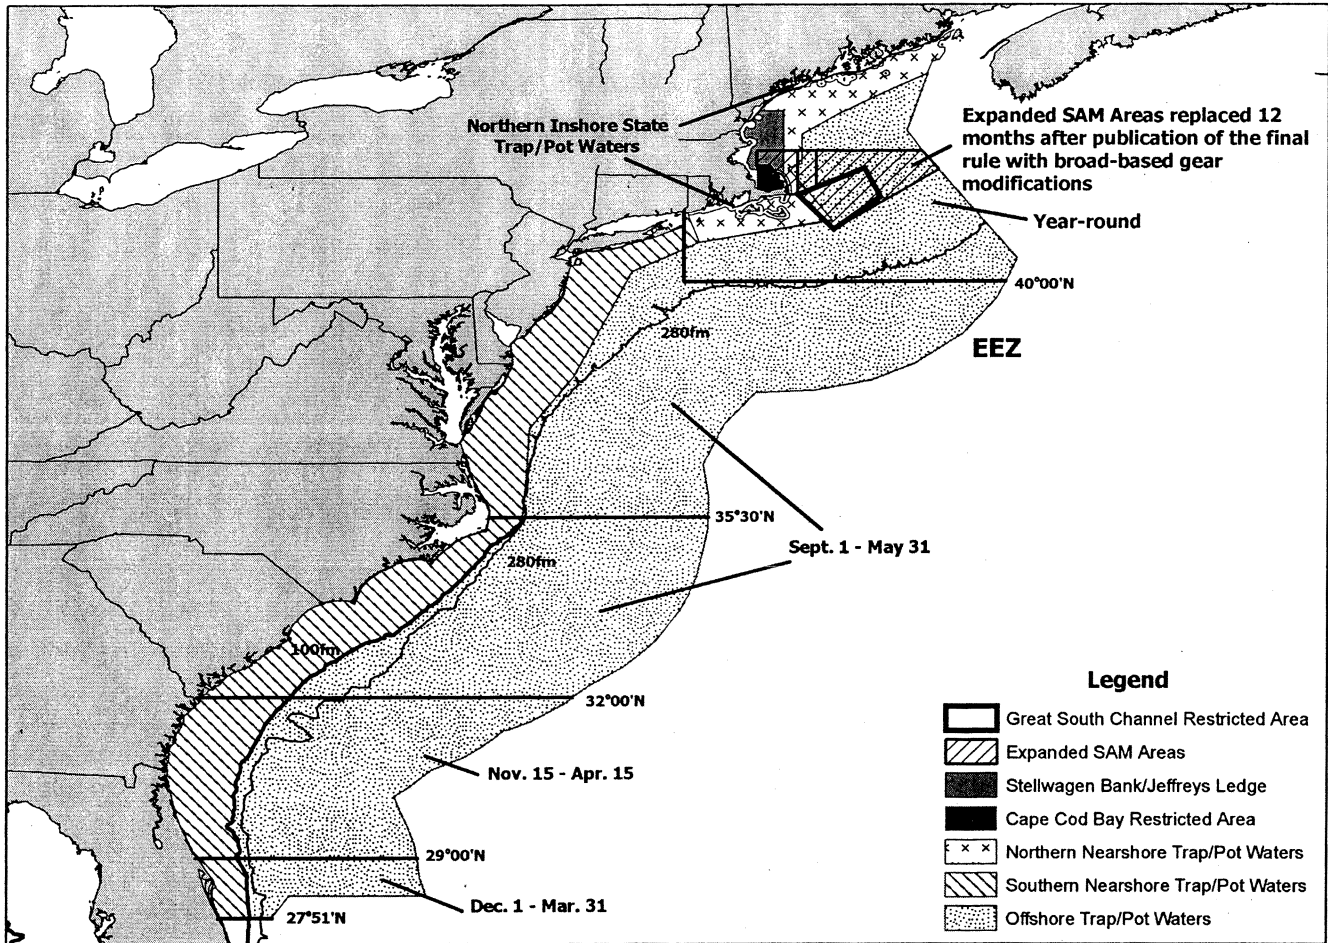 Northern Inshore State
Trap/Pot Waters
Expanded SAM Areas replaced 12
months after publication of the final
rule with broad-based gear
modifications
Year-round
40°00'N
280fm
EEZ
35°30'N
Sept. 1 - May 31
280fm
100fm
32°00'N
Nov. 15 - Apr. 15
29°00'N
Dec. 1 - Mar. 31
27°51'N
Legend
Great South Channel Restricted Area
Expanded SAM Areas
Stellwagen Bank/Jeffreys Ledge
Cape Cod Bay Restricted Area
Northern Nearshore Trap/Pot Waters
Southern Nearshore Trap/Pot Waters
Offshore Trap/Pot Waters